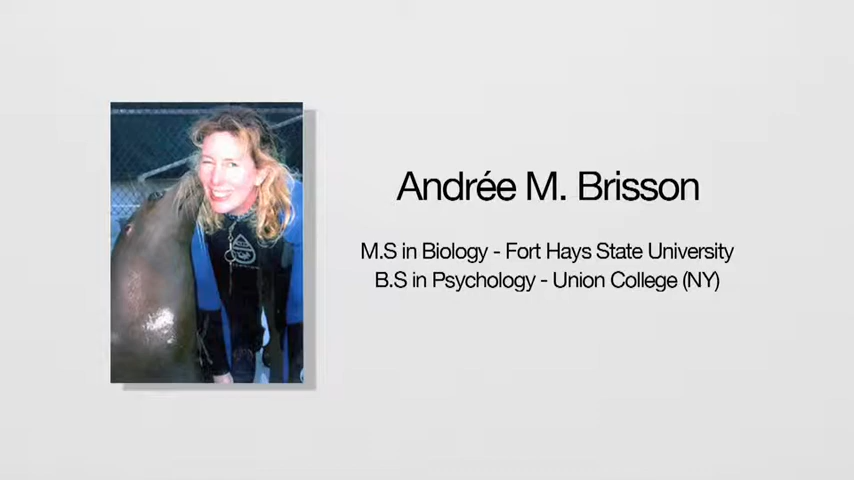 Andrée M. Brisson
M.S in Biology - Fort Hays State University
B.S in Psychology - Union College (NY)